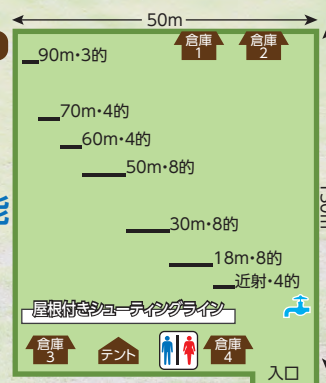 50m
倉庫
1
倉庫
2
90m・3的
70m・4的
60m・4的
50m・8的
30m・8的
18m・8的
近射・4的
屋根付きシューティングライン
倉庫
3
テント
倉庫
4
入口